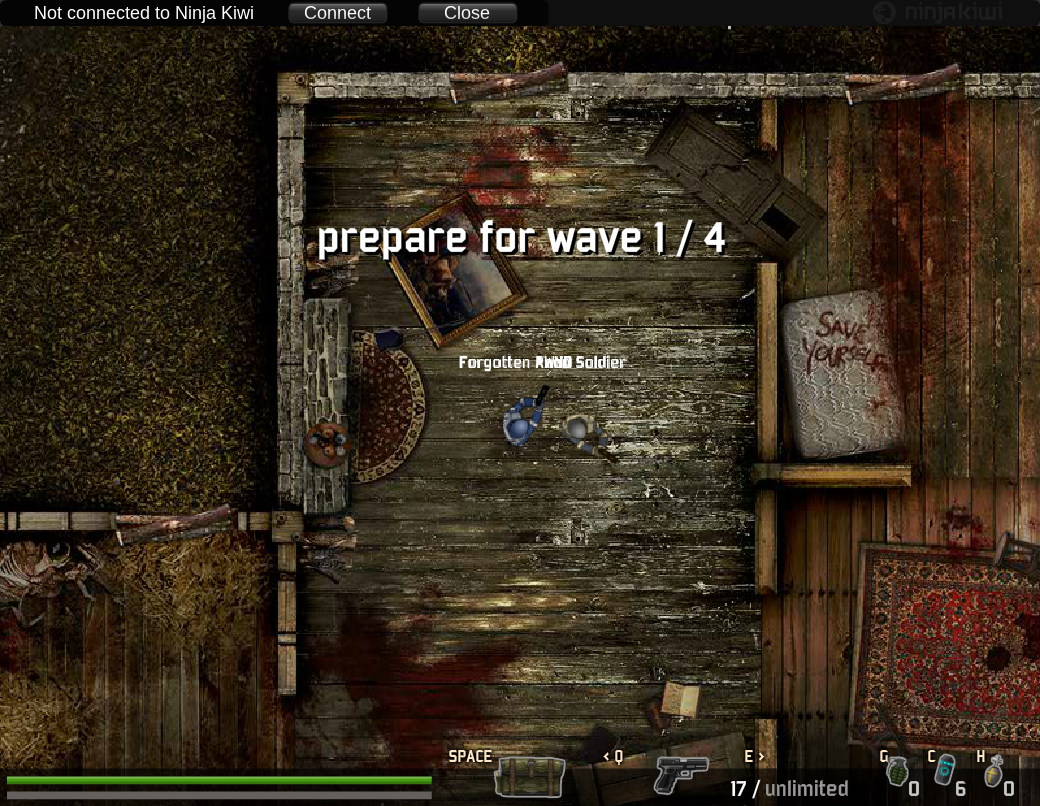 Not connected to Ninja Kiwi
Connect
Close
ninjakiwi
prepare for wave 1 / 4
SAVE
YOURSELF
Forgotten
Soldier
SPACE
< Q
E >
G
C
H
17 / unlimited
0
6
0